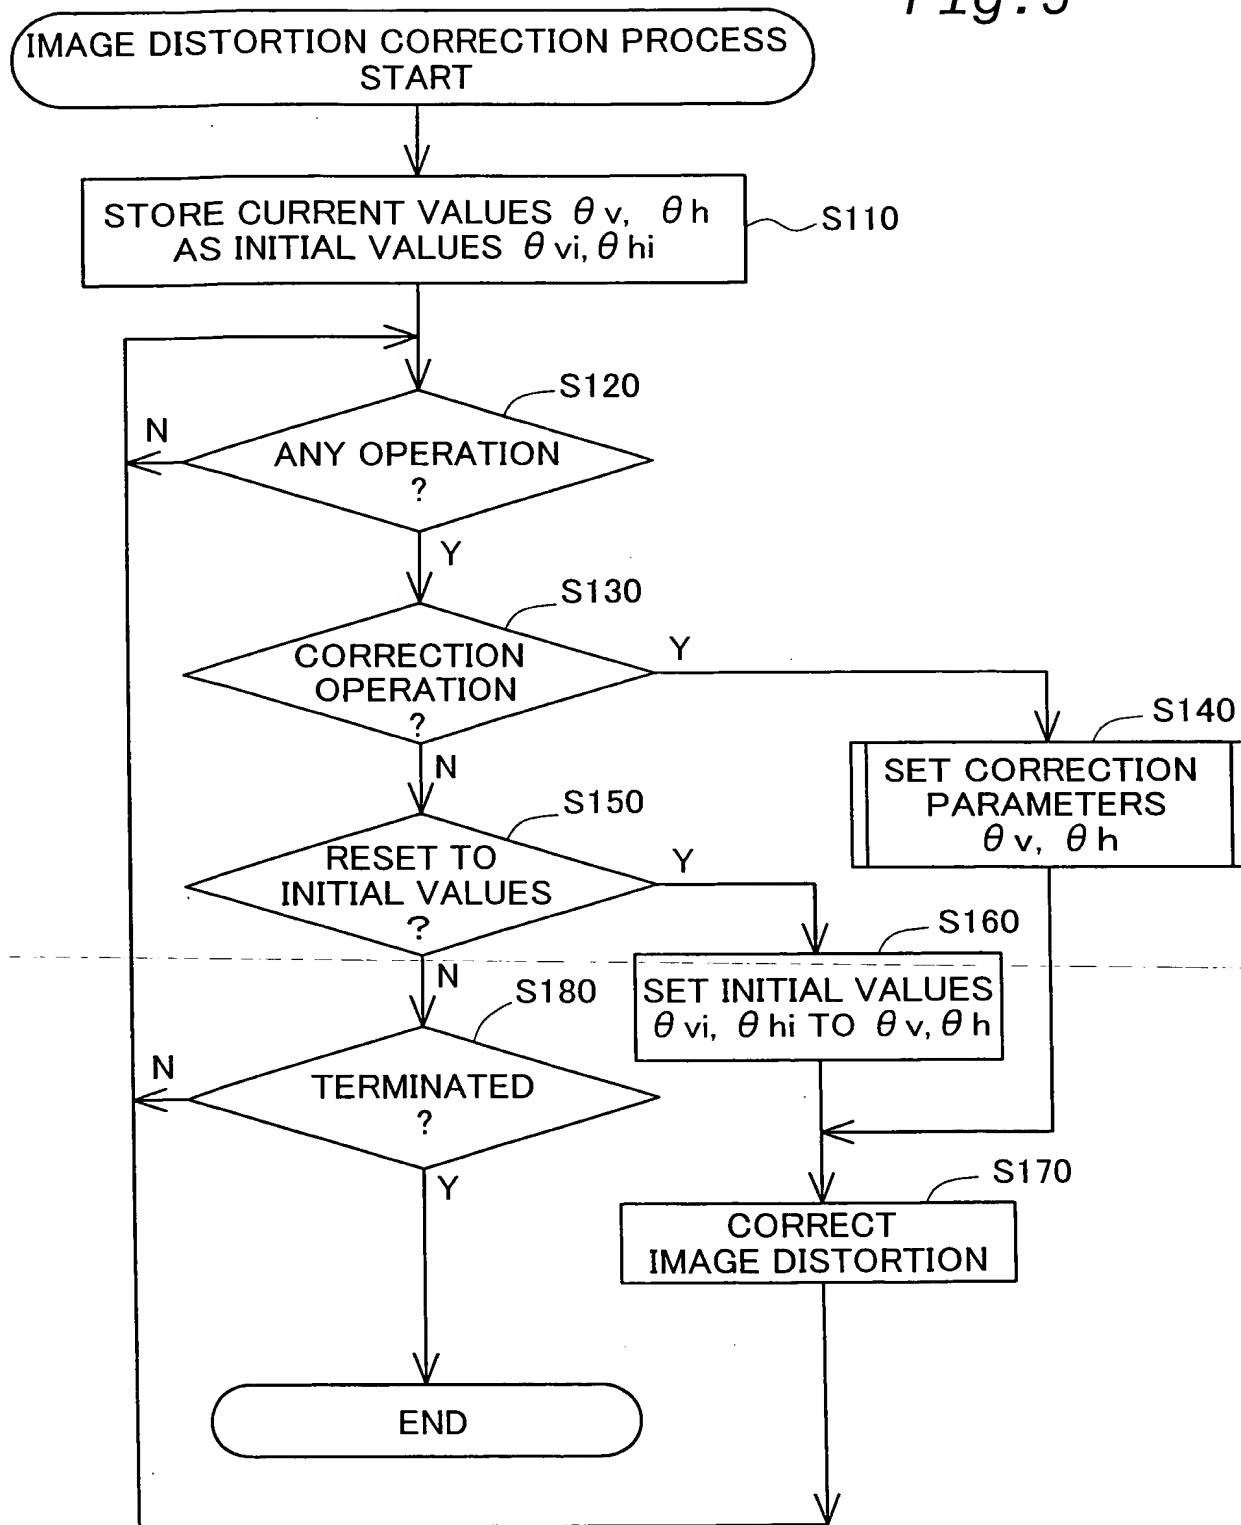 IMAGE DISTORTION CORRECTION PROCESS
START
STORE CURRENT VALUES θv, θh
AS INITIAL VALUES θvi, θhi
S110
S120
N
ANY OPERATION
?
Y
S130
CORRECTION
OPERATION
?
Y
N
S140
SET CORRECTION
PARAMETERS
θv, θh
S150
RESET TO
INITIAL VALUES
?
Y
N
S160
SET INITIAL VALUES
θvi, θhi TO θv, θh
S180
N
TERMINATED
?
Y
S170
CORRECT
IMAGE DISTORTION
END